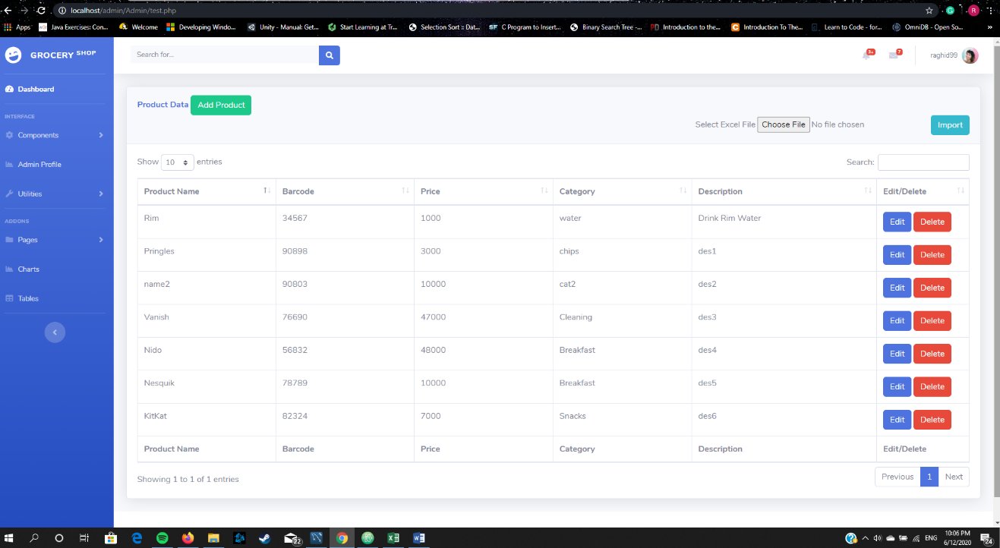 localhost/admin/Admin/test.php
G
R
Apps
Java Exercises: Con...
Welcome
Developing Windo...
Unity - Manual: Get...
Start Learning at Tr...
Selection Sort :: Dat...
SF
C Program to Insert...
Binary Search Tree -...
PD
Introduction to the...
C
Introduction To The...
Learn to Code - for...
OmniDB - Open So...
»
GROCERY SHOP
Search for...
3+
7
raghid99
Dashboard
INTERFACE
Components
Admin Profile
Utilities
ADDONS
Pages
Charts
Tables
Product Data
Add Product
Select Excel File
Choose File
No file chosen
Import
Show 10 entries
Search:
Product Name Barcode Price Category Description Edit/Delete
Rim 34567 1000 water Drink Rim Water Edit Delete
Pringles 90898 3000 chips des1 Edit Delete
name2 90803 10000 cat2 des2 Edit Delete
Vanish 76690 47000 Cleaning des3 Edit Delete
Nido 56832 48000 Breakfast des4 Edit Delete
Nesquik 78789 10000 Breakfast des5 Edit Delete
KitKat 82324 7000 Snacks des6 Edit Delete
Product Name Barcode Price Category Description Edit/Delete
Showing 1 to 1 of 1 entries
Previous 1 Next
22
ENG
10:06 PM
6/12/2020
24